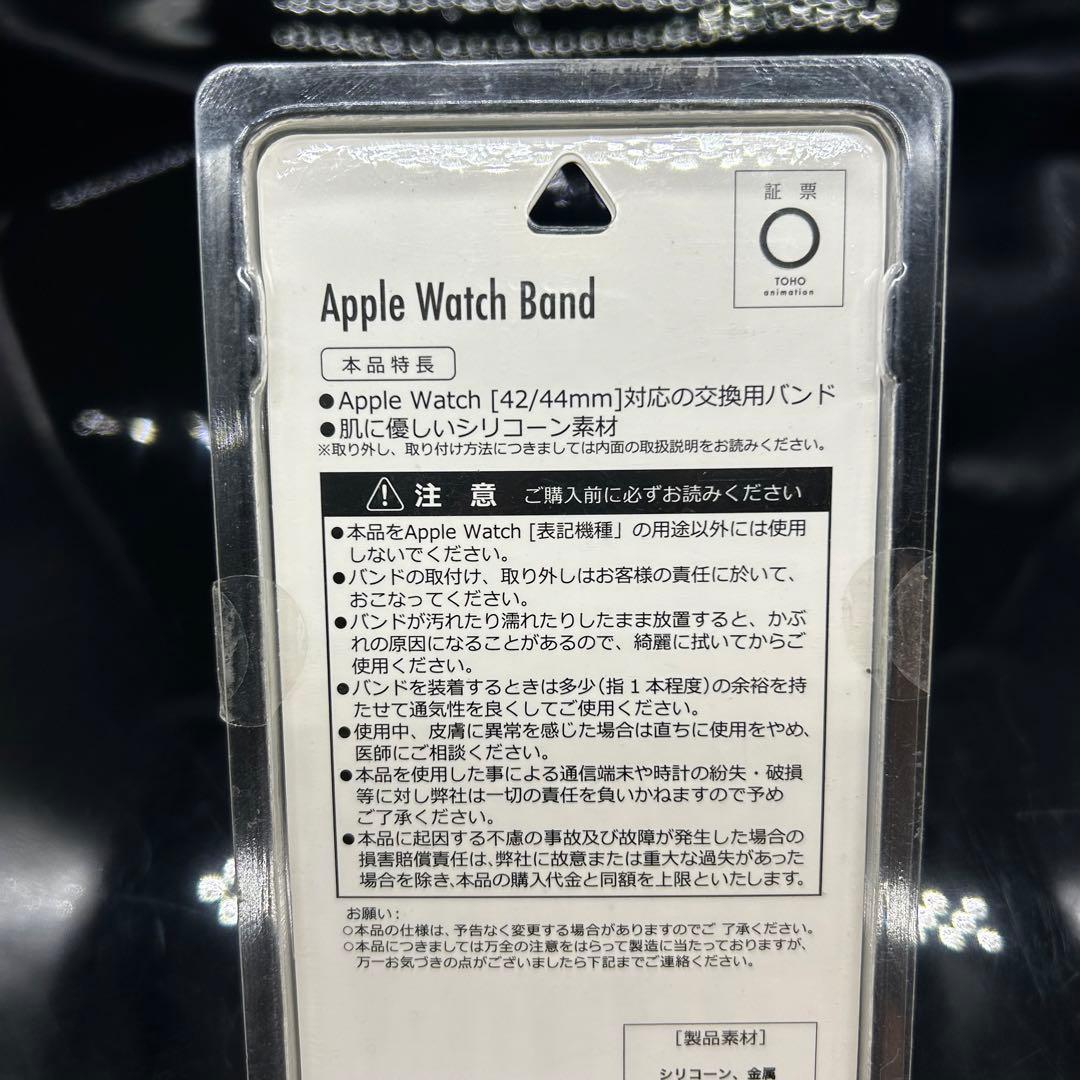 証 票
TOHO
animation
Apple Watch Band
本品特長
●Apple Watch [42/44mm]対応の交換用バンド
●肌に優しいシリコーン素材
※取り外し、取り付け方法につきましては内面の取扱説明をお読みください。
注 意 ご購入前に必ずお読みください
●本品をApple Watch [表記機種」の用途以外には使用
しないでください。
●バンドの取付け、取り外しはお客様の責任に於いて、
おこなってください。
●バンドが汚れたり濡れたりしたまま放置すると、かぶ
れの原因になることがあるので、綺麗に拭いてからご
使用ください。
●バンドを装着するときは多少(指1本程度)の余裕を持
たせて通気性を良くしてご使用ください。
●使用中、皮膚に異常を感じた場合は直ちに使用をやめ、
医師にご相談ください。
●本品を使用した事による通信端末や時計の紛失・破損
等に対し弊社は一切の責任を負いかねますので予め
ご了承ください。
●本品に起因する不慮の事故及び故障が発生した場合の
損害賠償責任は、弊社に故意または重大な過失があった
場合を除き、本品の購入代金と同額を上限といたします。
お願い:
○本品の仕様は、予告なく変更する場合がありますのでご 了承ください。
○本品につきましては万全の注意をはらって製造に当たっておりますが、
万一お気づきの点がございましたら下記までご連絡ください。
[製品素材]
シリコーン、金属